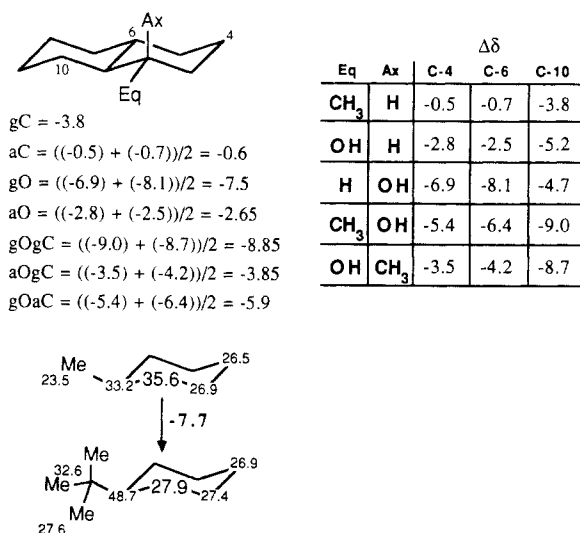 Ax
6
4
10
Eq
Δδ
Eq Ax C-4 C-6 C-10
CH3 H -0.5 -0.7 -3.8
OH H -2.8 -2.5 -5.2
H OH -6.9 -8.1 -4.7
CH3 OH -5.4 -6.4 -9.0
OH CH3 -3.5 -4.2 -8.7
gC = -3.8
aC = ((-0.5) + (-0.7))/2 = -0.6
gO = ((-6.9) + (-8.1))/2 = -7.5
aO = ((-2.8) + (-2.5))/2 = -2.65
gOgC = ((-9.0) + (-8.7))/2 = -8.85
aOgC = ((-3.5) + (-4.2))/2 = -3.85
gOaC = ((-5.4) + (-6.4))/2 = -5.9
Me 26.5
23.5 33.2 35.6 26.9
-7.7
Me 26.9
32.6
Me 48.7 27.9 27.4
Me
27.6